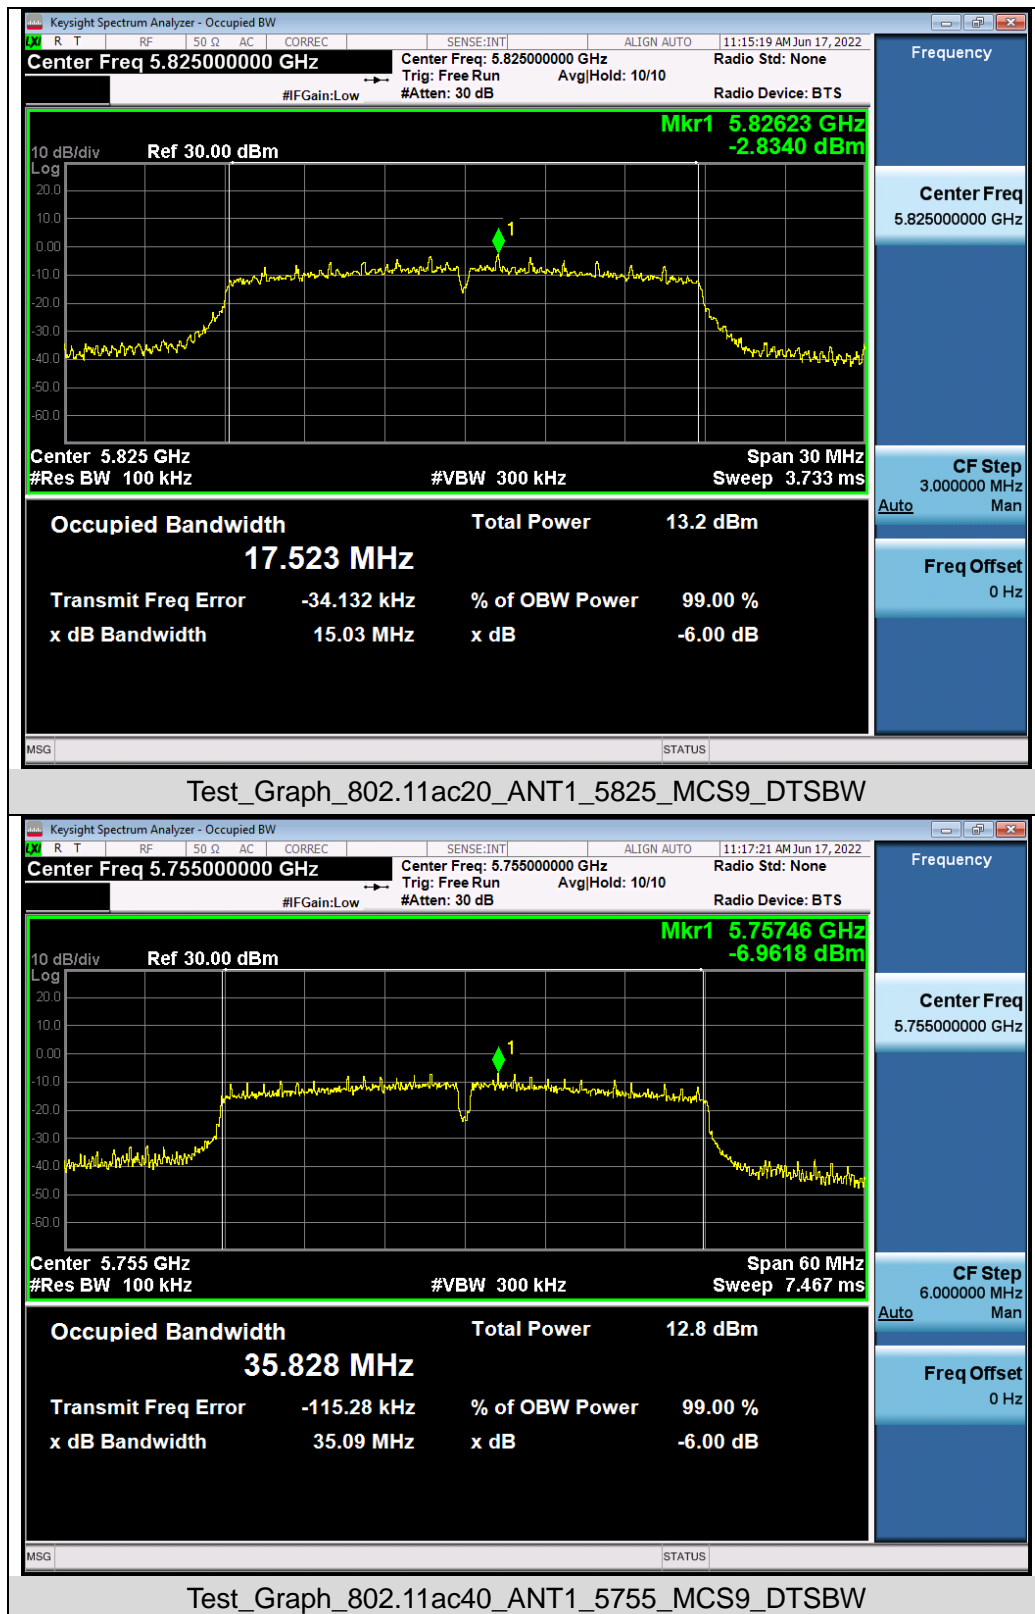 Keysight Spectrum Analyzer - Occupied BW
LXI R T RF 50 Ω AC CORREC SENSE:INT ALIGN AUTO 11:15:19 AM Jun 17, 2022
Center Freq 5.825000000 GHz
Center Freq: 5.825000000 GHz Radio Std: None
Trig: Free Run Avg|Hold: 10/10
#IFGain:Low #Atten: 30 dB Radio Device: BTS
Frequency
Mkr1 5.82623 GHz
-2.8340 dBm
10 dB/div Ref 30.00 dBm
Log
20.0
10.0
0.00
-10.0
-20.0
-30.0
-40.0
-50.0
-60.0
1
Center 5.825 GHz Span 30 MHz
#Res BW 100 kHz #VBW 300 kHz Sweep 3.733 ms
Center Freq
5.825000000 GHz
CF Step
3.000000 MHz
Auto Man
Freq Offset
0 Hz
Occupied Bandwidth Total Power 13.2 dBm
17.523 MHz
Transmit Freq Error -34.132 kHz % of OBW Power 99.00 %
x dB Bandwidth 15.03 MHz x dB -6.00 dB
MSG STATUS
Test_Graph_802.11ac20_ANT1_5825_MCS9_DTSBW
Keysight Spectrum Analyzer - Occupied BW
LXI R T RF 50 Ω AC CORREC SENSE:INT ALIGN AUTO 11:17:21 AM Jun 17, 2022
Center Freq 5.755000000 GHz
Center Freq: 5.755000000 GHz Radio Std: None
Trig: Free Run Avg|Hold: 10/10
#IFGain:Low #Atten: 30 dB Radio Device: BTS
Frequency
Mkr1 5.75746 GHz
-6.9618 dBm
10 dB/div Ref 30.00 dBm
Log
20.0
10.0
0.00
-10.0
-20.0
-30.0
-40.0
-50.0
-60.0
1
Center 5.755 GHz Span 60 MHz
#Res BW 100 kHz #VBW 300 kHz Sweep 7.467 ms
Center Freq
5.755000000 GHz
CF Step
6.000000 MHz
Auto Man
Freq Offset
0 Hz
Occupied Bandwidth Total Power 12.8 dBm
35.828 MHz
Transmit Freq Error -115.28 kHz % of OBW Power 99.00 %
x dB Bandwidth 35.09 MHz x dB -6.00 dB
MSG STATUS
Test_Graph_802.11ac40_ANT1_5755_MCS9_DTSBW